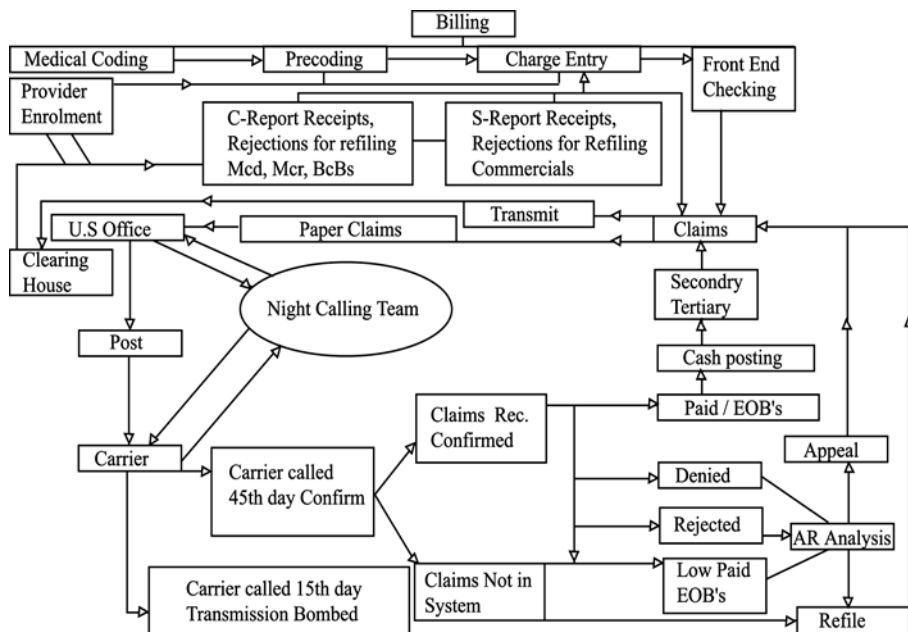 Billing
Medical Coding
Precoding
Charge Entry
Front End
Checking
Provider
Enrolment
C-Report Receipts,
Rejections for refiling
Mcd, Mcr, BcBs
S-Report Receipts,
Rejections for Refiling
Commercials
Transmit
U.S Office
Paper Claims
Claims
Clearing
House
Night Calling Team
Secondry
Tertiary
Post
Cash posting
Claims Rec.
Confirmed
Paid / EOB's
Carrier
Carrier called
45th day Confirm
Appeal
Denied
Rejected
AR Analysis
Carrier called 15th day
Transmission Bombed
Claims Not in
System
Low Paid
EOB's
Refile